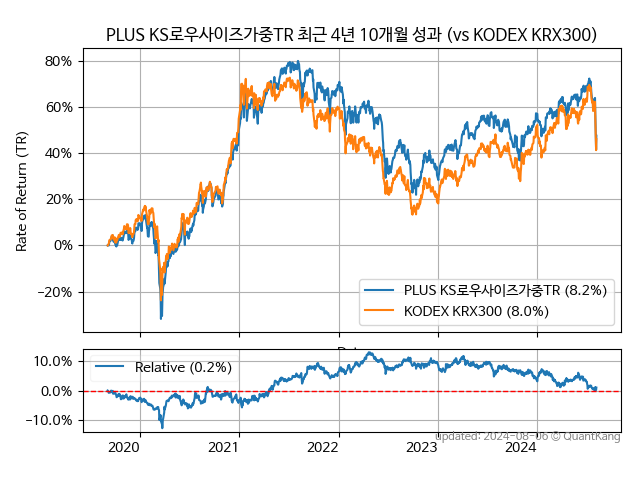 PLUS KS로우사이즈가중TR 최근 4년 10개월 성과 (vs KODEX KRX300)
80%
60%
40%
20%
0%
−20%
Rate of Return (TR)
PLUS KS로우사이즈가중TR (8.2%)
KODEX KRX300 (8.0%)
10.0%
0.0%
−10.0%
Relative (0.2%)
2020 2021 2022 2023 2024
Updated: 2024-08-06 © QuantKang